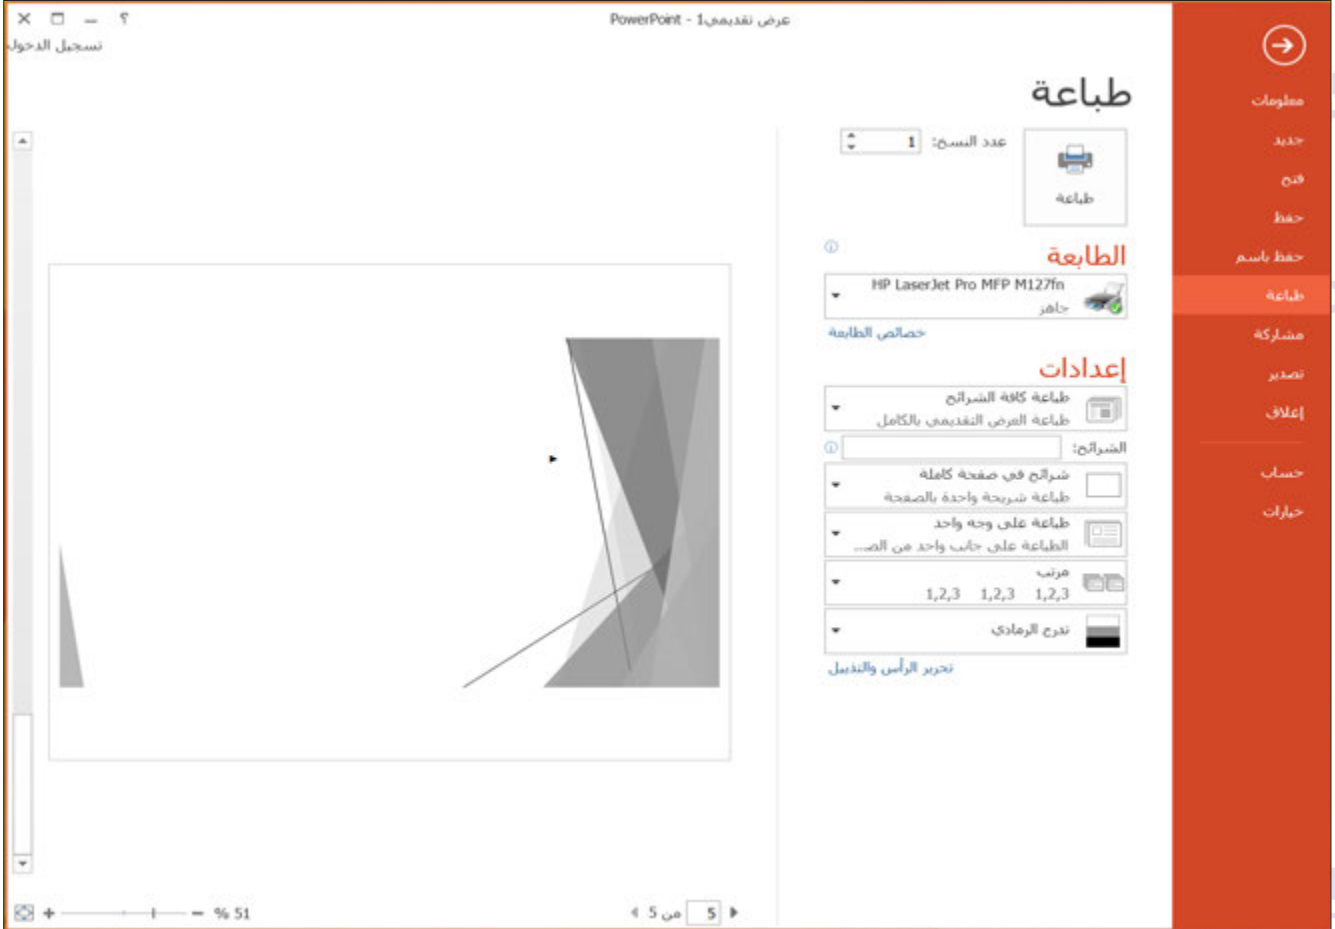 عرض تقديمي1 - PowerPoint
؟
تسجيل الدخول
معلومات
جديد
فتح
حفظ
حفظ باسم
طباعة
مشاركة
تصدير
إغلاق
حساب
خيارات
طباعة
طباعة
عدد النسخ: 1
الطابعة
HP LaserJet Pro MFP M127fn
جاهز
خصائص الطابعة
إعدادات
طباعة كافة الشرائح
طباعة العرض التقديمي بالكامل
الشرائح:
شرائح في صفحة كاملة
طباعة شريحة واحدة بالصفحة
طباعة على وجه واحد
الطباعة على جانب واحد من الصـ...
مرتب
1,2,3 1,2,3 1,2,3
تدرج الرمادي
تحرير الرأس والتذييل
5 من 5
51 %